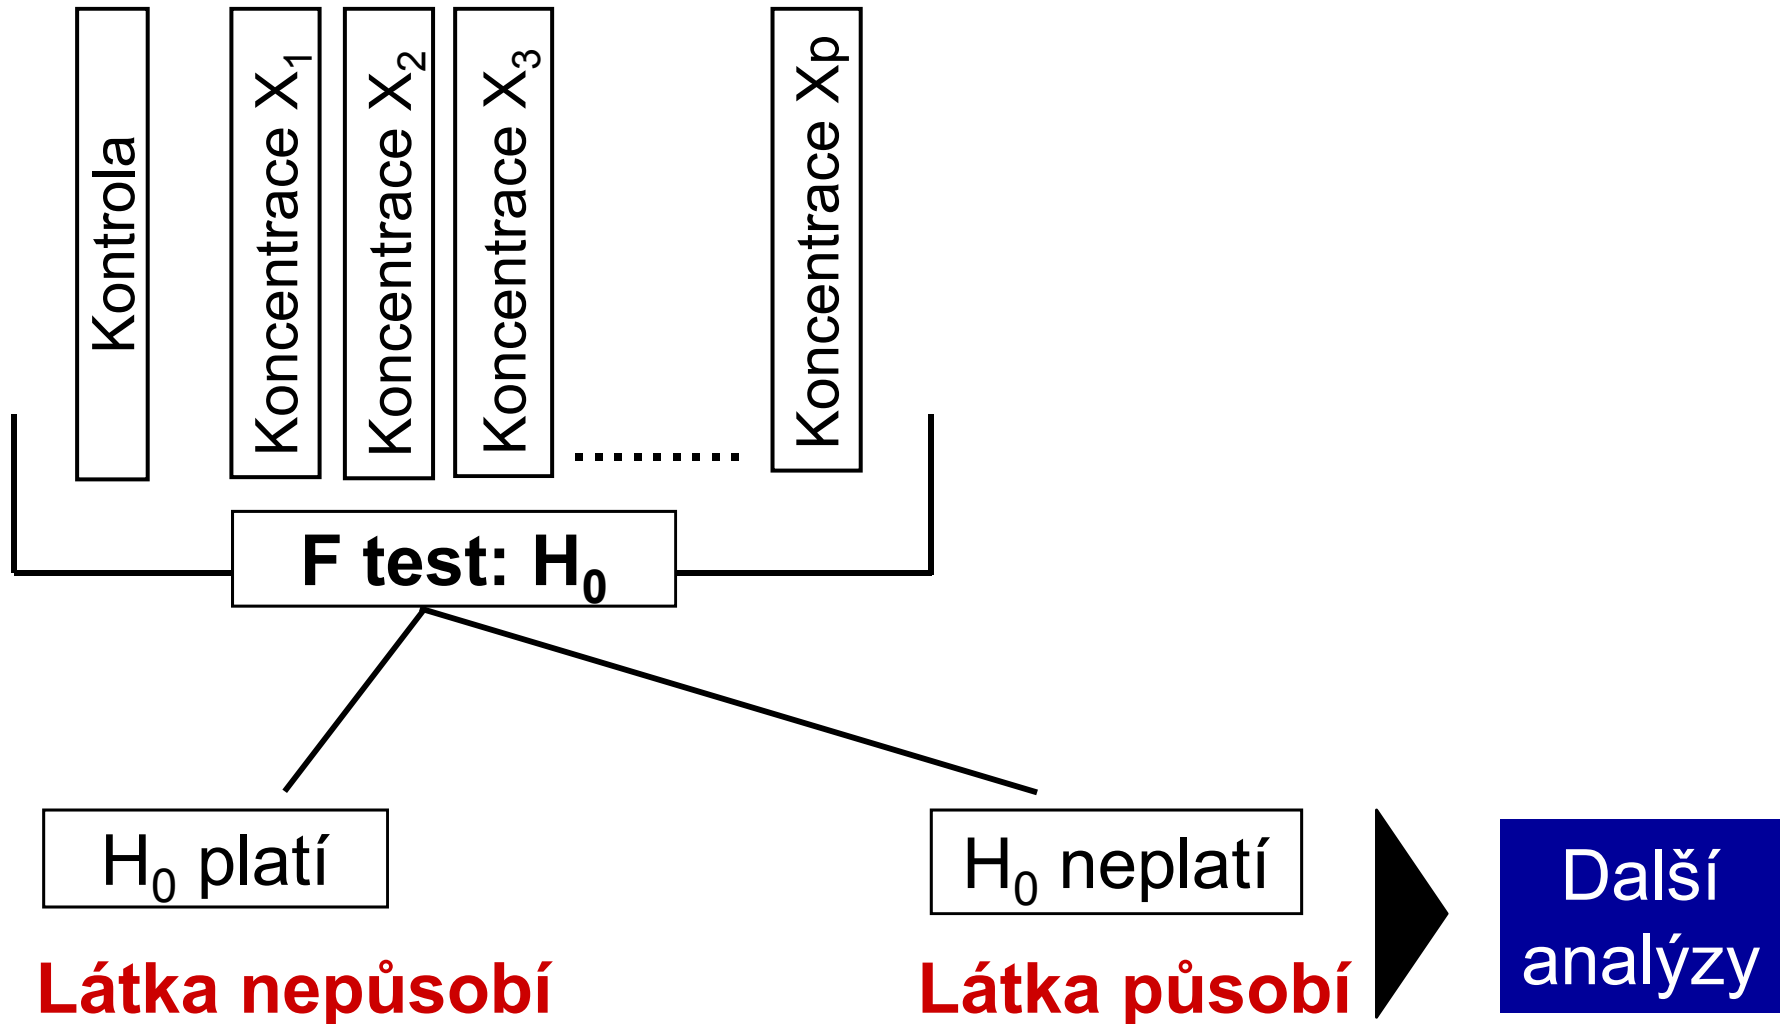 Kontrola
Koncentrace X₁
Koncentrace X₂
Koncentrace X₃
Koncentrace Xp
F test: H₀
H₀ platí
H₀ neplatí
Další
analýzy
Látka nepůsobí
Látka působí